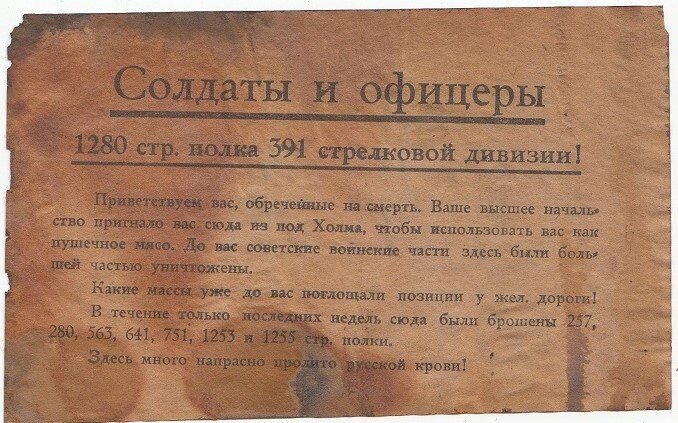 Солдаты и офицеры
1280 стр. полка 391 стрелковой дивизии!
Приветствуем вас, обреченные на смерть. Ваше высшее началь-
ство пригнало вас сюда из под Холма, чтобы использовать вас как
пушечное мясо. До вас советские воинские части здесь были боль-
шей частью уничтожены.
Какие массы уже до вас поглощали позиции у жел. дороги!
В течение только последних недель сюда были брошены 257,
280, 563, 641, 751, 1253 и 1255 стр. полки.
Здесь много напрасно пролито русской крови!